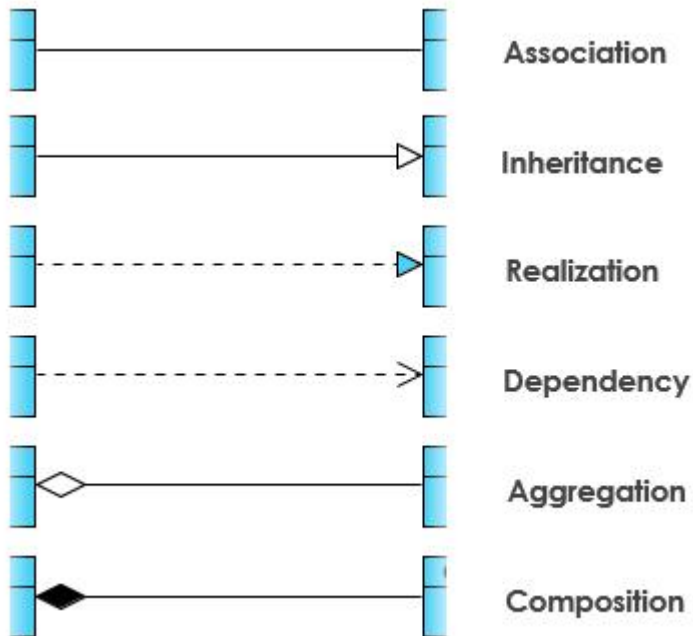 Association
Inheritance
Realization
Dependency
Aggregation
Composition